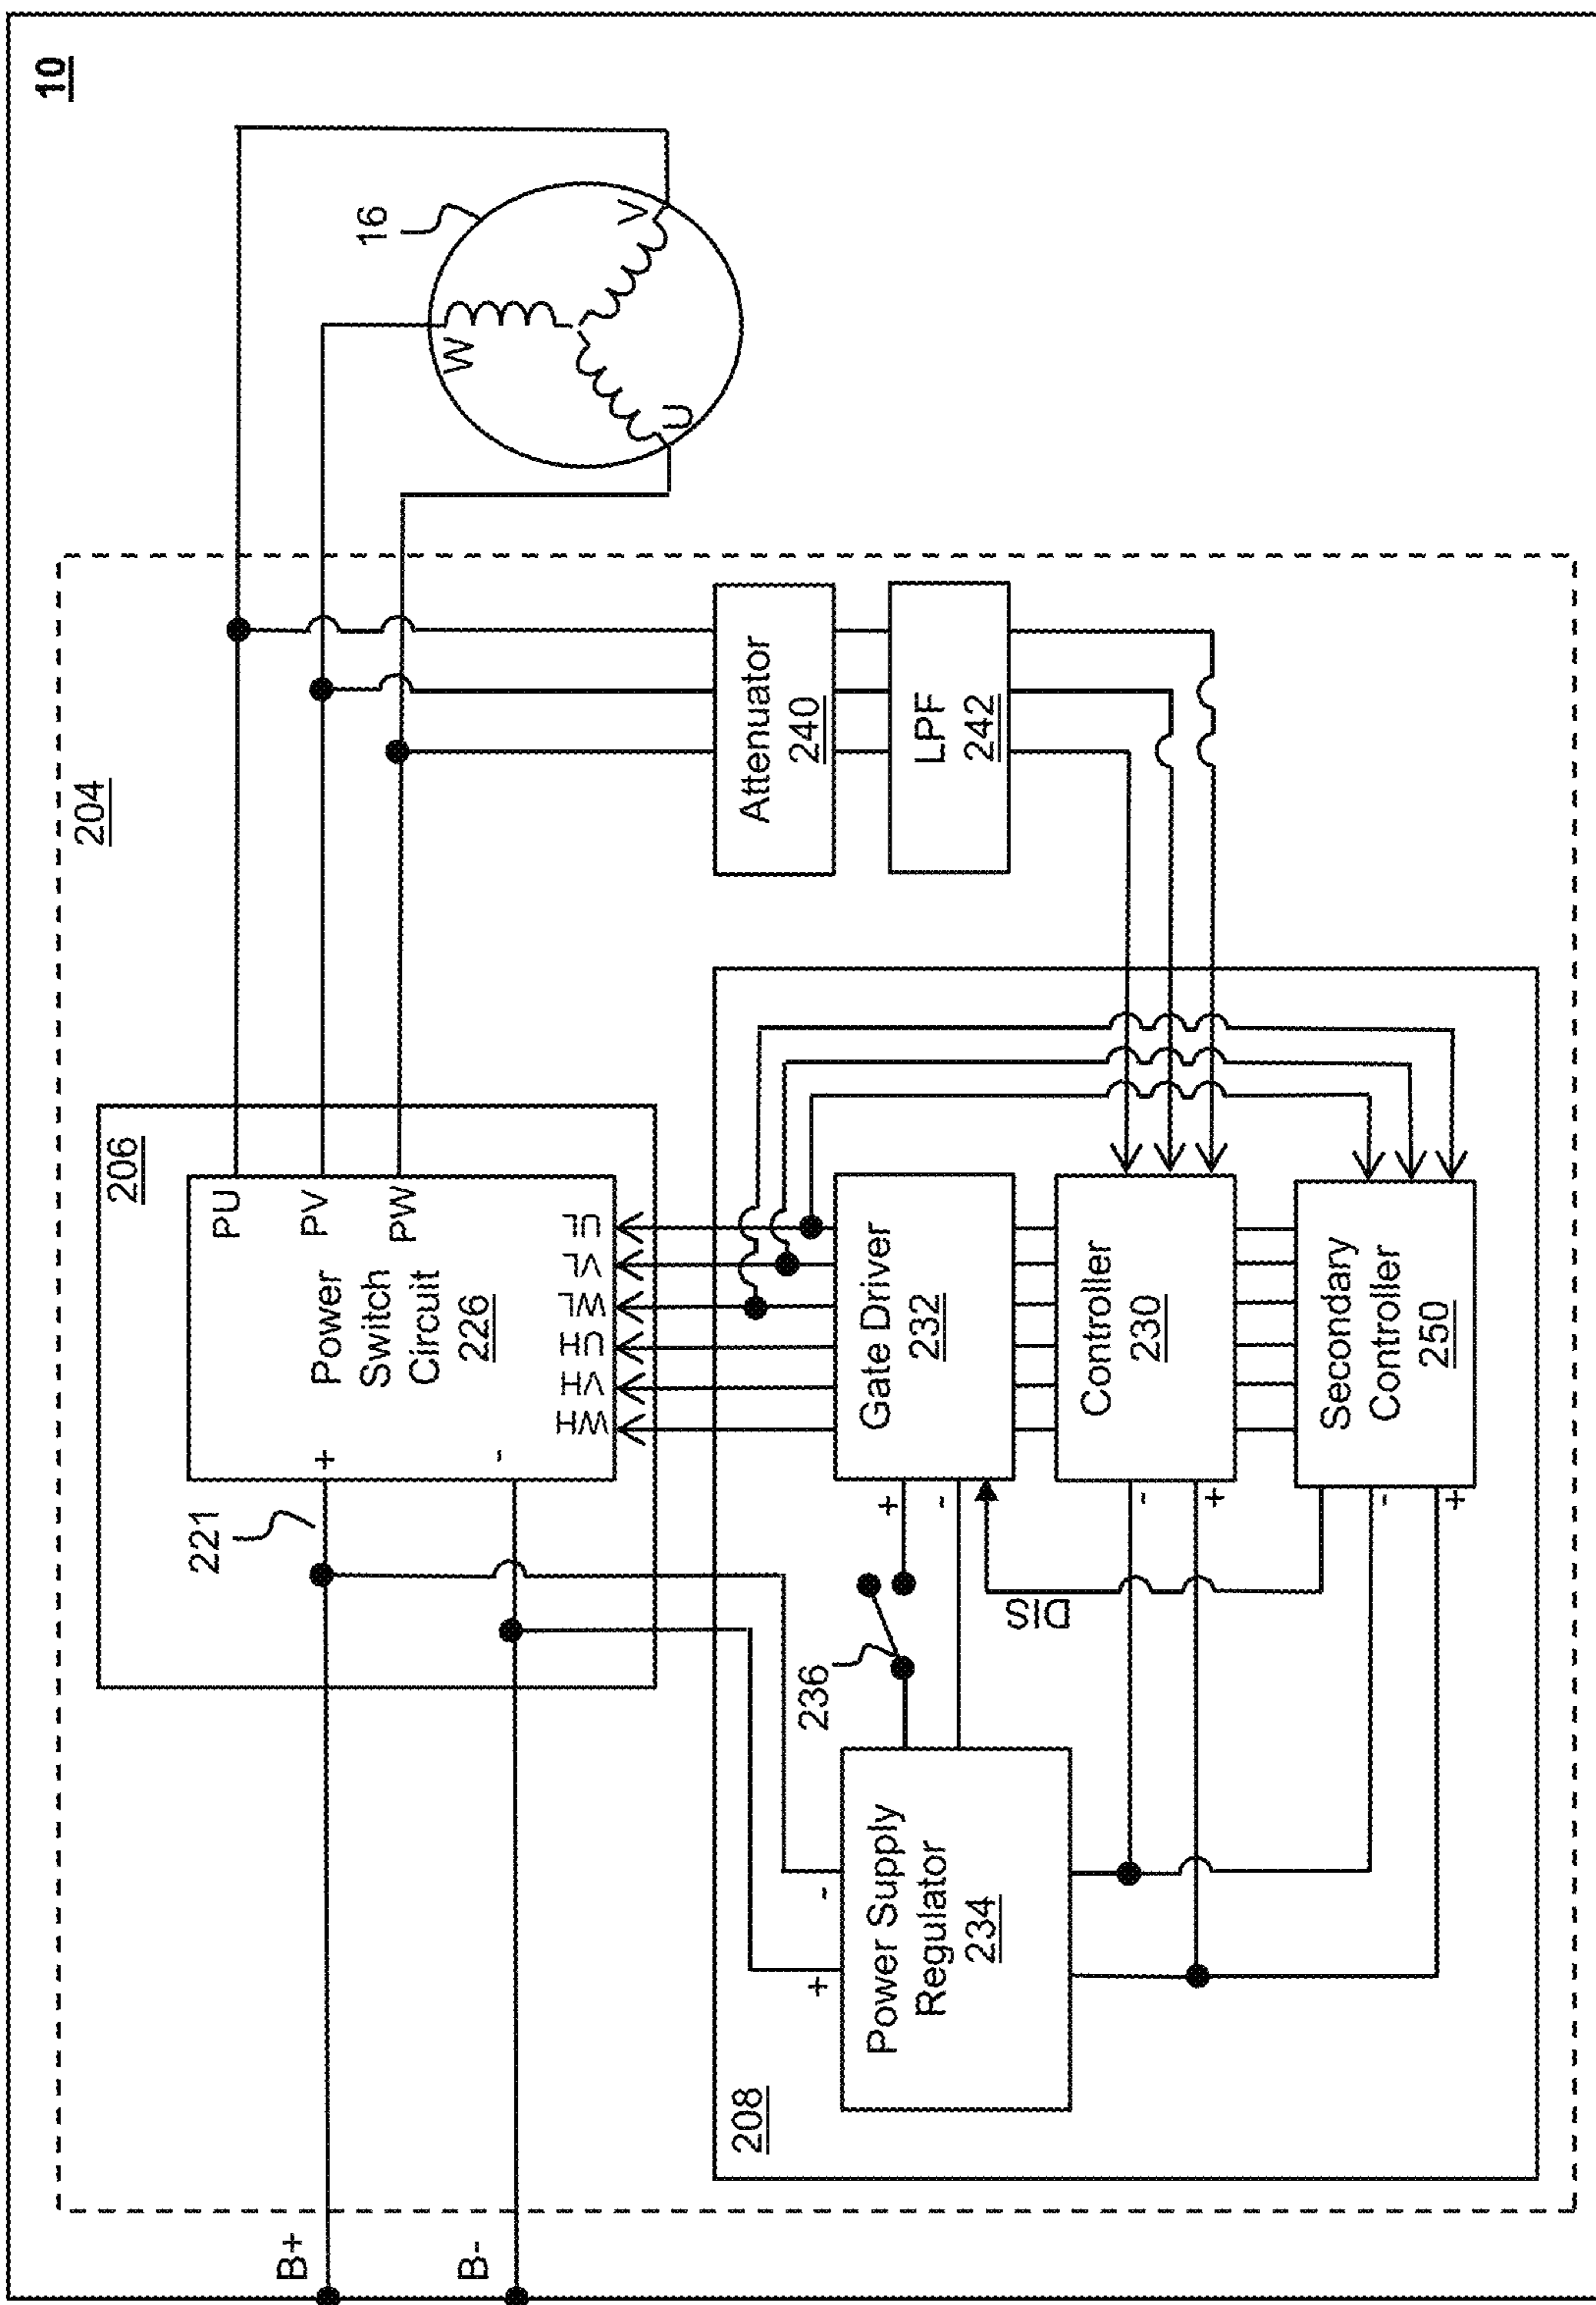 10
204
16
W
V
U
206
PU
PV
PW
Power
Switch
Circuit
226
+
-
221
B+
B-
WH
VH
UH
WL
VL
UL
Attenuator
240
LPF
242
208
Power Supply
Regulator
234
+
-
236
Gate Driver
232
+
-
DIS
Controller
230
-
+
Secondary
Controller
250
-
+